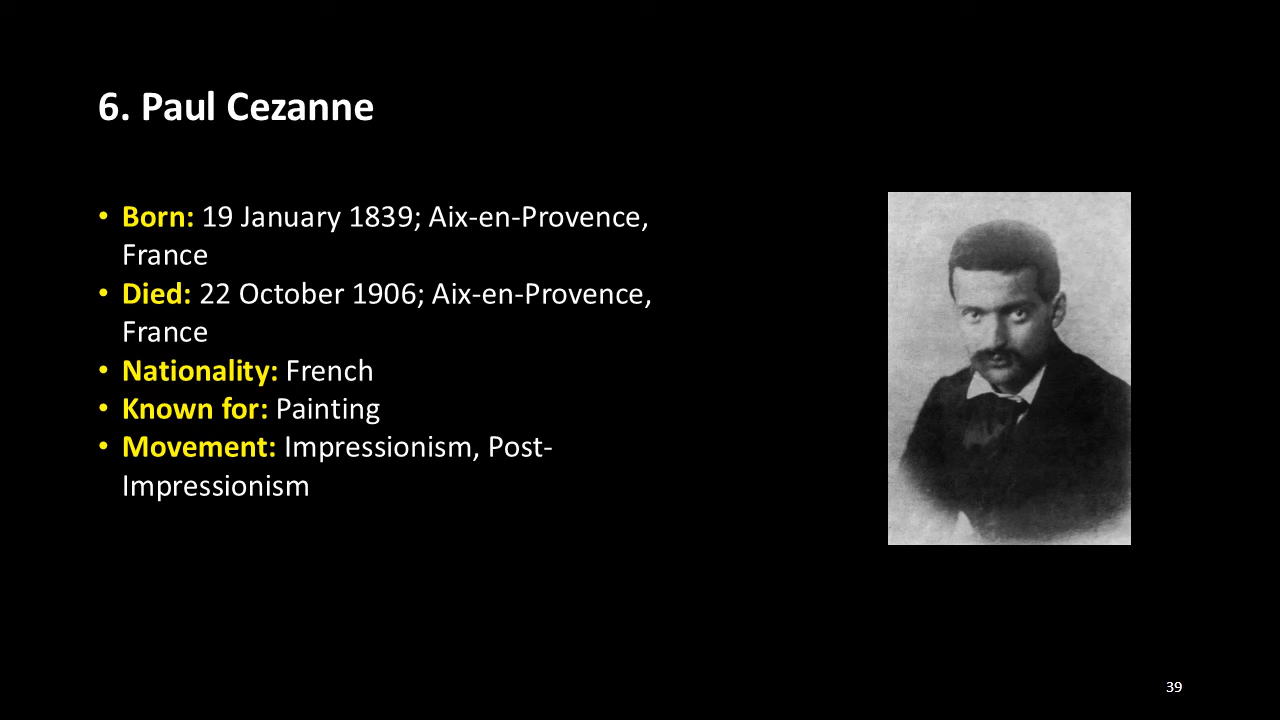 6. Paul Cezanne
• Born: 19 January 1839; Aix-en-Provence,
France
• Died: 22 October 1906; Aix-en-Provence,
France
• Nationality: French
• Known for: Painting
• Movement: Impressionism, Post-
Impressionism
39